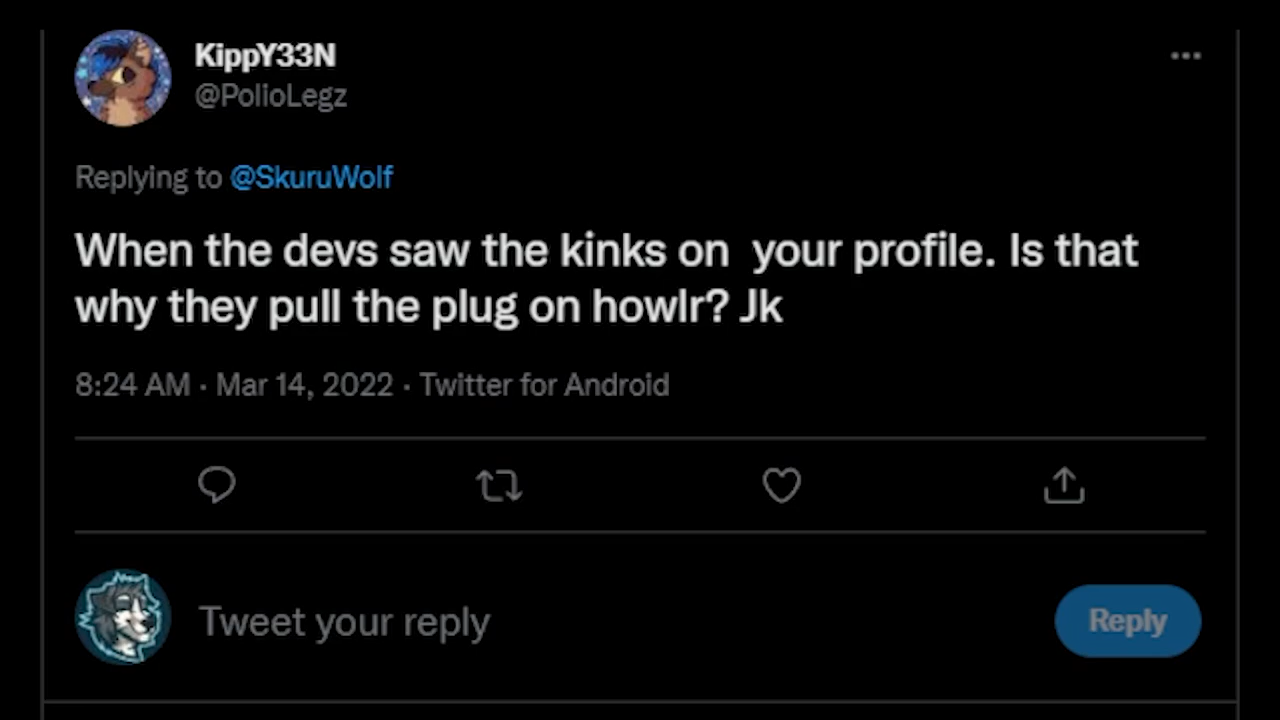 KippY33N
@PolioLegz
Replying to @SkuruWolf
When the devs saw the kinks on  your profile. Is that
why they pull the plug on howlr? Jk
8:24 AM · Mar 14, 2022 · Twitter for Android
Tweet your reply
Reply